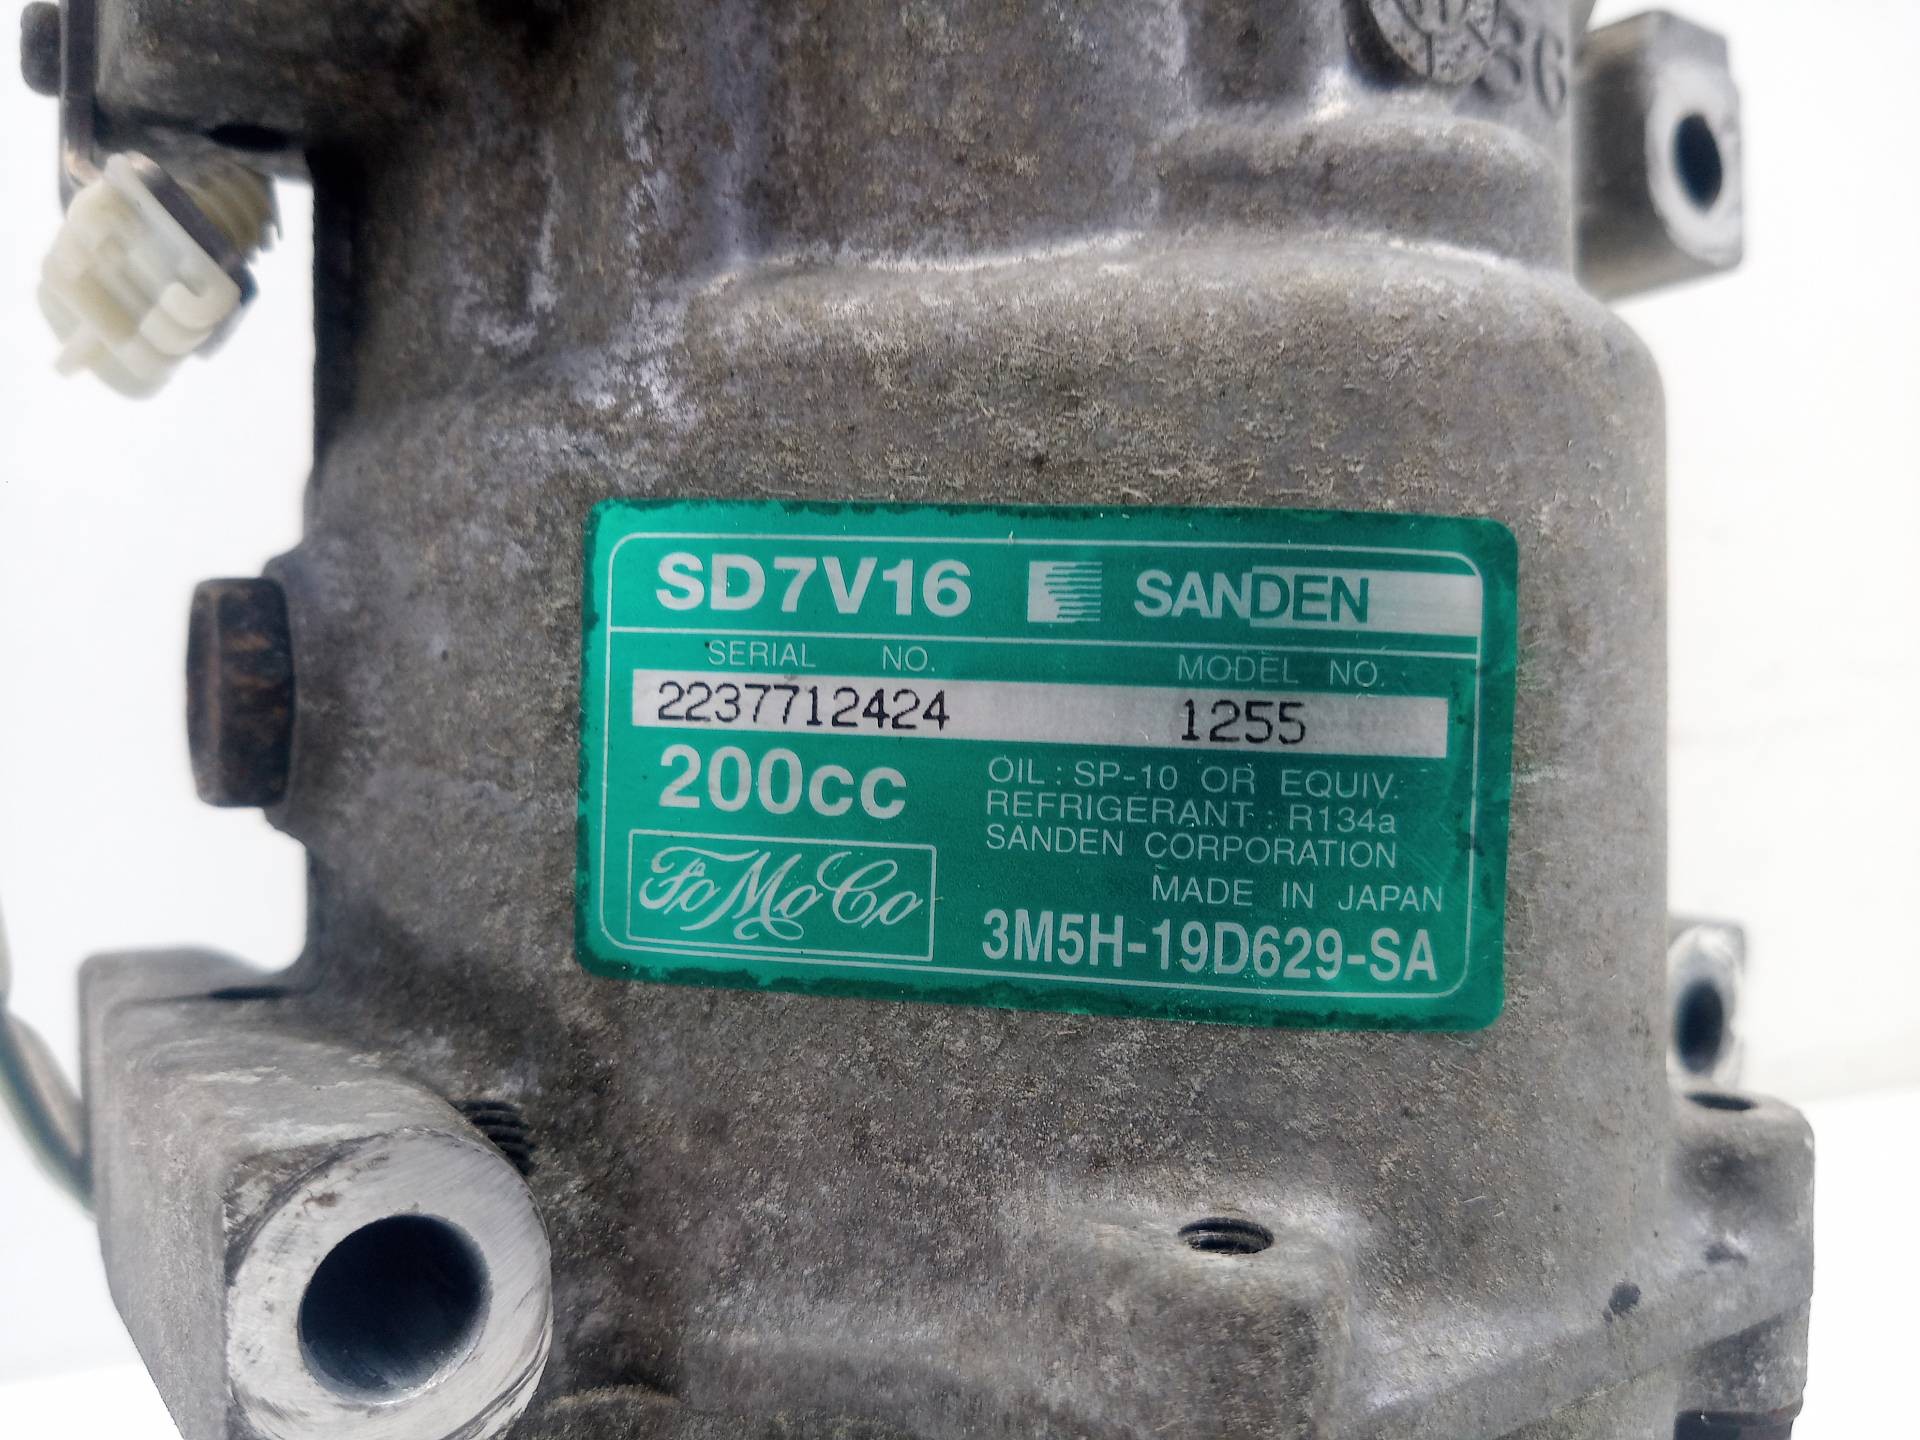 SD7V16 SANDEN
SERIAL NO. MODEL NO.
2237712424 1255
200cc
OIL : SP-10 OR EQUIV.
REFRIGERANT : R134a
SANDEN CORPORATION
MADE IN JAPAN
FoMoCo
3M5H-19D629-SA